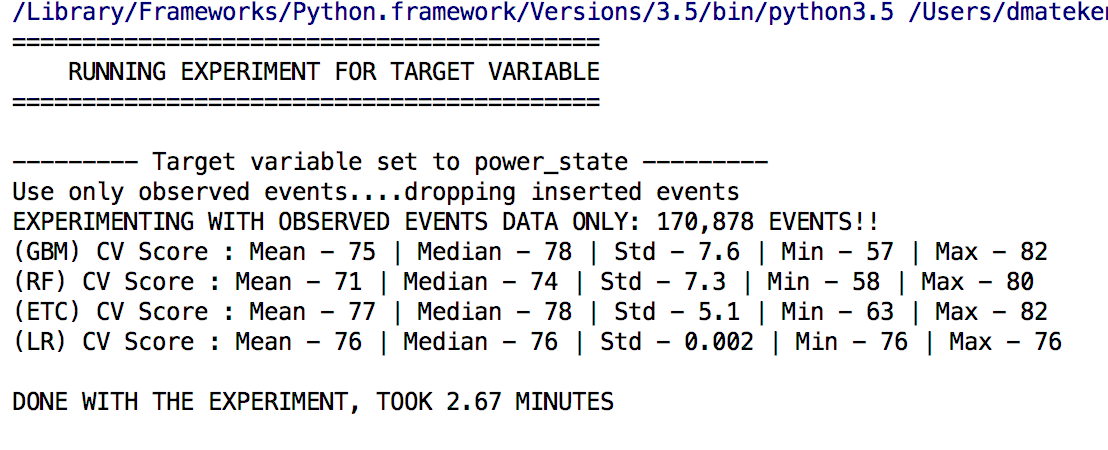 /Library/Frameworks/Python.framework/Versions/3.5/bin/python3.5 /Users/dmateker
==========================================
    RUNNING EXPERIMENT FOR TARGET VARIABLE
==========================================
--------- Target variable set to power_state ---------
Use only observed events....dropping inserted events
EXPERIMENTING WITH OBSERVED EVENTS DATA ONLY: 170,878 EVENTS!!
(GBM) CV Score : Mean - 75 | Median - 78 | Std - 7.6 | Min - 57 | Max - 82
(RF) CV Score : Mean - 71 | Median - 74 | Std - 7.3 | Min - 58 | Max - 80
(ETC) CV Score : Mean - 77 | Median - 78 | Std - 5.1 | Min - 63 | Max - 82
(LR) CV Score : Mean - 76 | Median - 76 | Std - 0.002 | Min - 76 | Max - 76
DONE WITH THE EXPERIMENT, TOOK 2.67 MINUTES